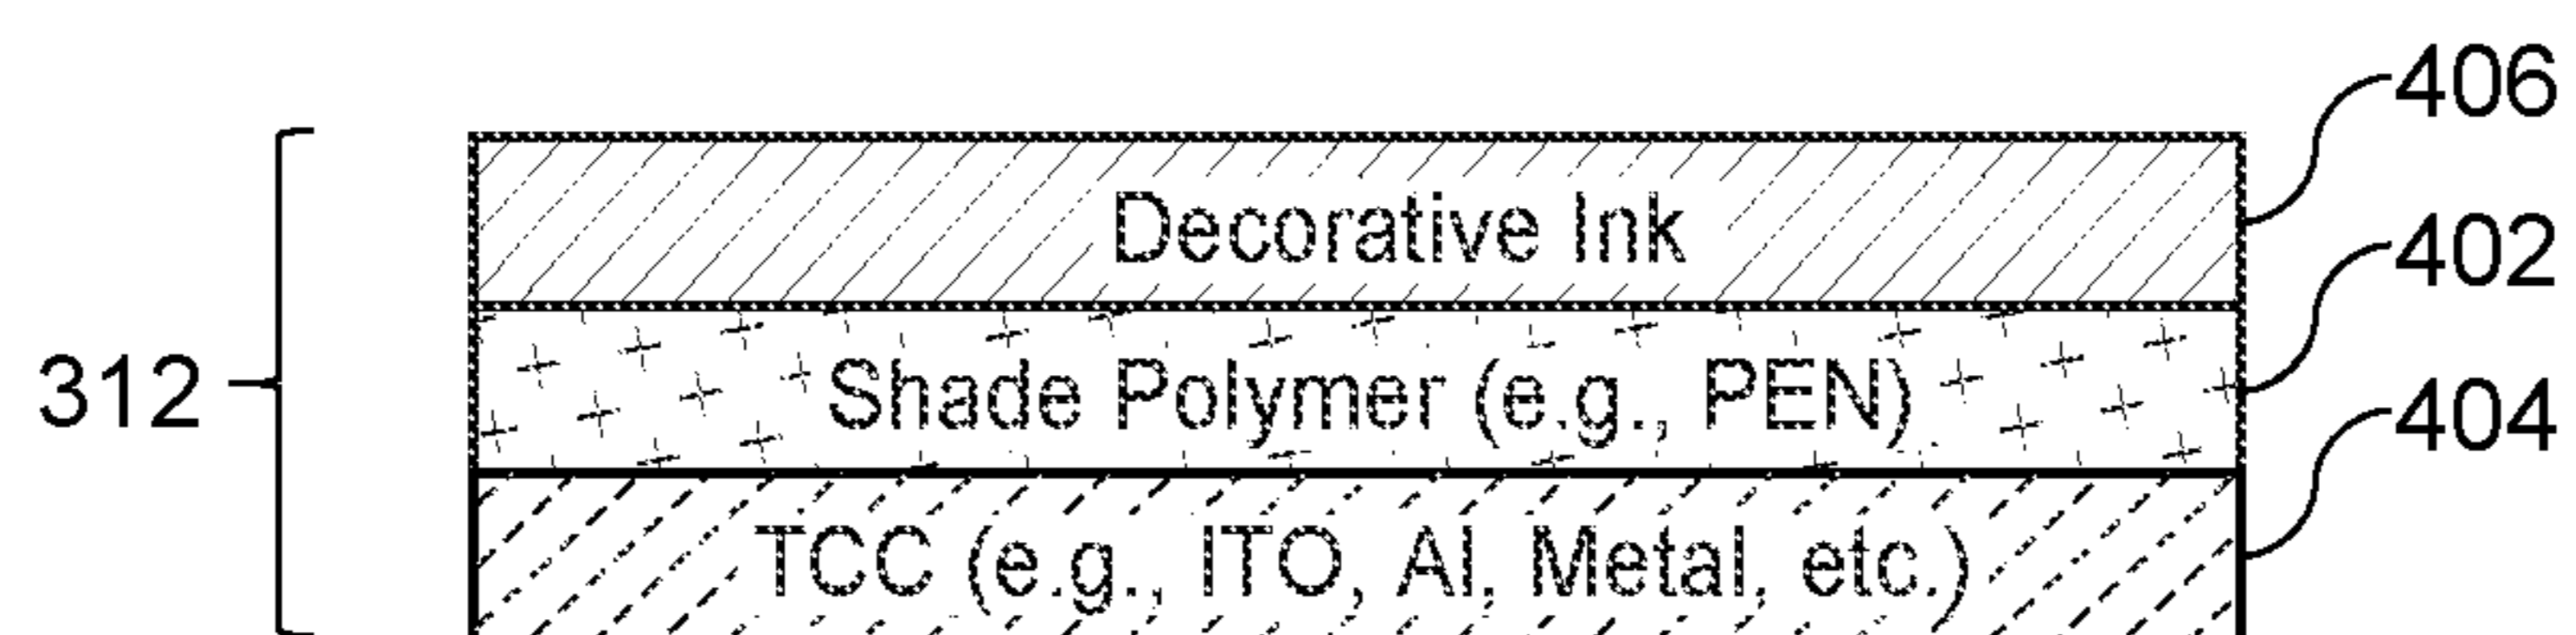 406
Decorative Ink
402
Shade Polymer (e.g., PEN)
312
404
TCC (e.g., ITO, Al, Metal, etc.)